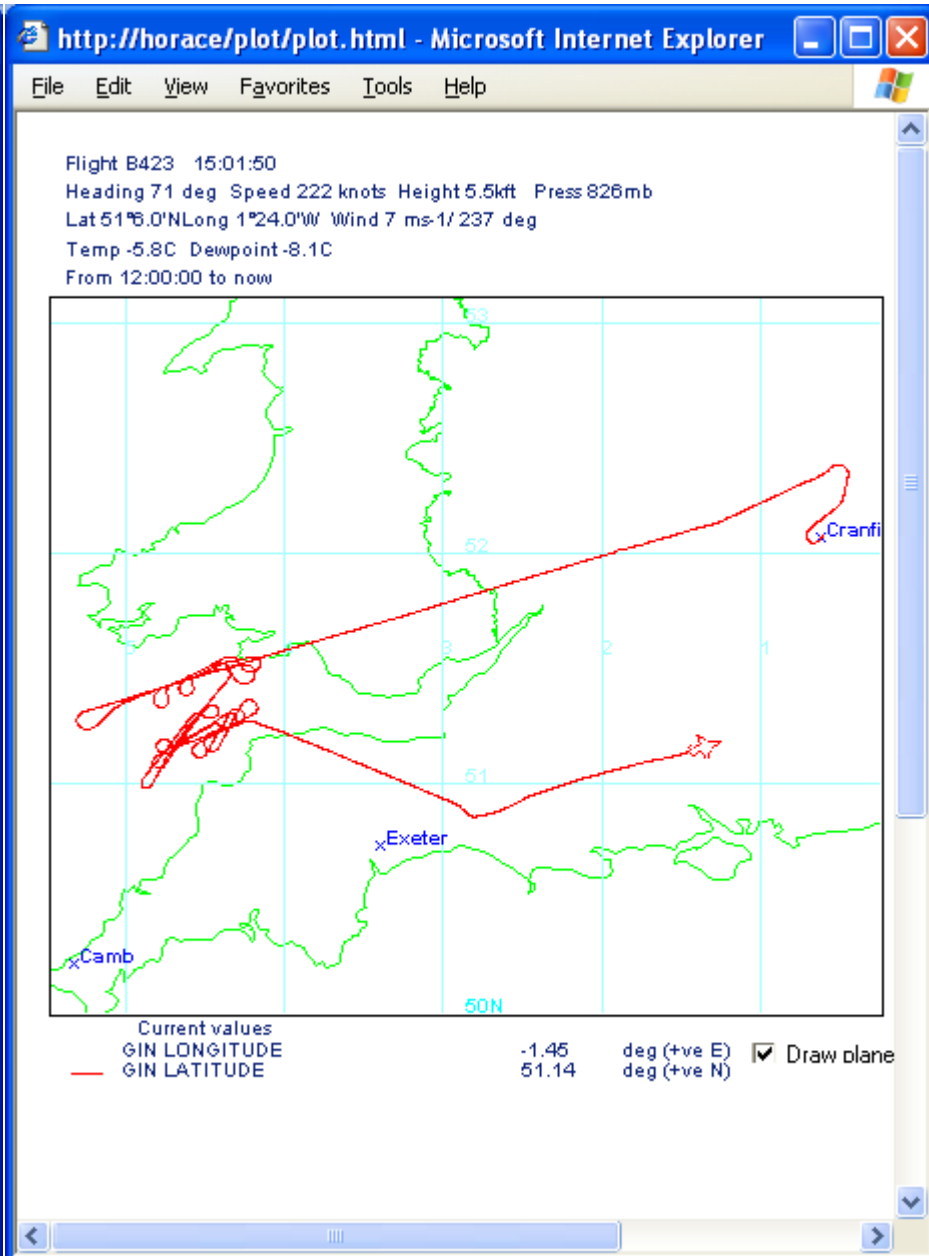 http://horace/plot/plot.html - Microsoft Internet Explorer
File Edit View Favorites Tools Help
Flight B423 15:01:50
Heading 71 deg Speed 222 knots Height 5.5kft Press 826mb
Lat 51°6.0'NLong 1°24.0'W Wind 7 ms-1/ 237 deg
Temp -5.8C Dewpoint -8.1C
From 12:00:00 to now
53
Cranfi
52
5 3 2 1
51
Exeter
Camb
50N
Current values
GIN LONGITUDE -1.45 deg (+ve E) Draw plane
GIN LATITUDE 51.14 deg (+ve N)